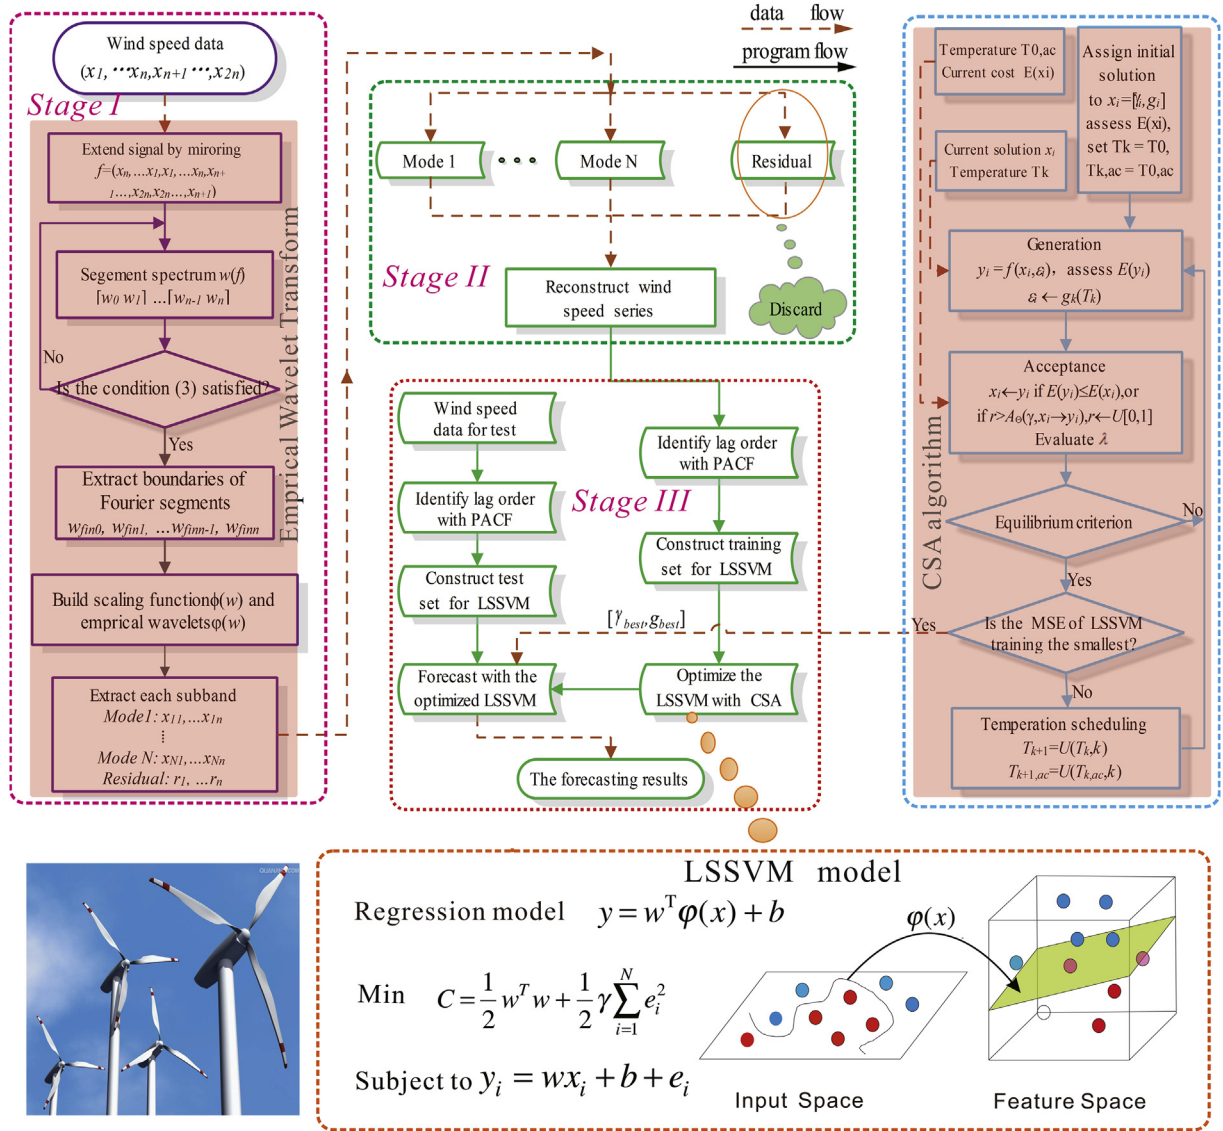 Wind speed data
(x1, ···xn,xn+1 ···,x2n)
Stage I
Extend signal by miroring
f=(xn,...x1,x1,...xn,xn+
1...,x2n,x2n...,xn+1)
Segement spectrum w(f)
[w0 w1] ...[wn-1 wn]
No
Is the condition (3) satisfied?
Yes
Extract boundaries of
Fourier segments
wfin0, wfin1, ...wfinn-1, wfinn
Build scaling functionϕ(w) and
emprical waveletsφ(w)
Extract each subband
Mode1: x11,...x1n
⋮
Mode N: xN1,...xNn
Residual: r1, ...rn
Emprical Wavelet Transform
data flow
program flow
Mode 1
Mode N
Residual
Stage II
Reconstruct wind
speed series
Discard
Wind speed
data for test
Identify lag order
with PACF
Construct test
set for LSSVM
Forecast with the
optimized LSSVM
Stage III
Identify lag order
with PACF
Construct training
set for LSSVM
[γbest,gbest]
Optimize the
LSSVM with CSA
The forecasting results
Temperature T0,ac
Current cost E(xi)
Current solution xi
Temperature Tk
Assign initial
solution
to xi=[γi,gi]
assess E(xi),
set Tk = T0,
Tk,ac = T0,ac
Generation
yi = f(xi,εi), assess E(yi)
εi ← gk(Tk)
Acceptance
xi←yi if E(yi)≤E(xi),or
if r>AΘ(γ,xi→yi),r←U[0,1]
Evaluate λ
CSA algorithm
Equilibrium criterion
No
Yes
Is the MSE of LSSVM
training the smallest?
Yes
No
Temperation scheduling
Tk+1=U(Tk,k)
Tk+1,ac=U(Tk,ac,k)
LSSVM model
Regression model y = wTφ(x) + b
Min C = 1/2 wT w + 1/2 γ ∑i=1N ei2
Subject to yi = wxi + b + ei
φ(x)
Input Space
Feature Space